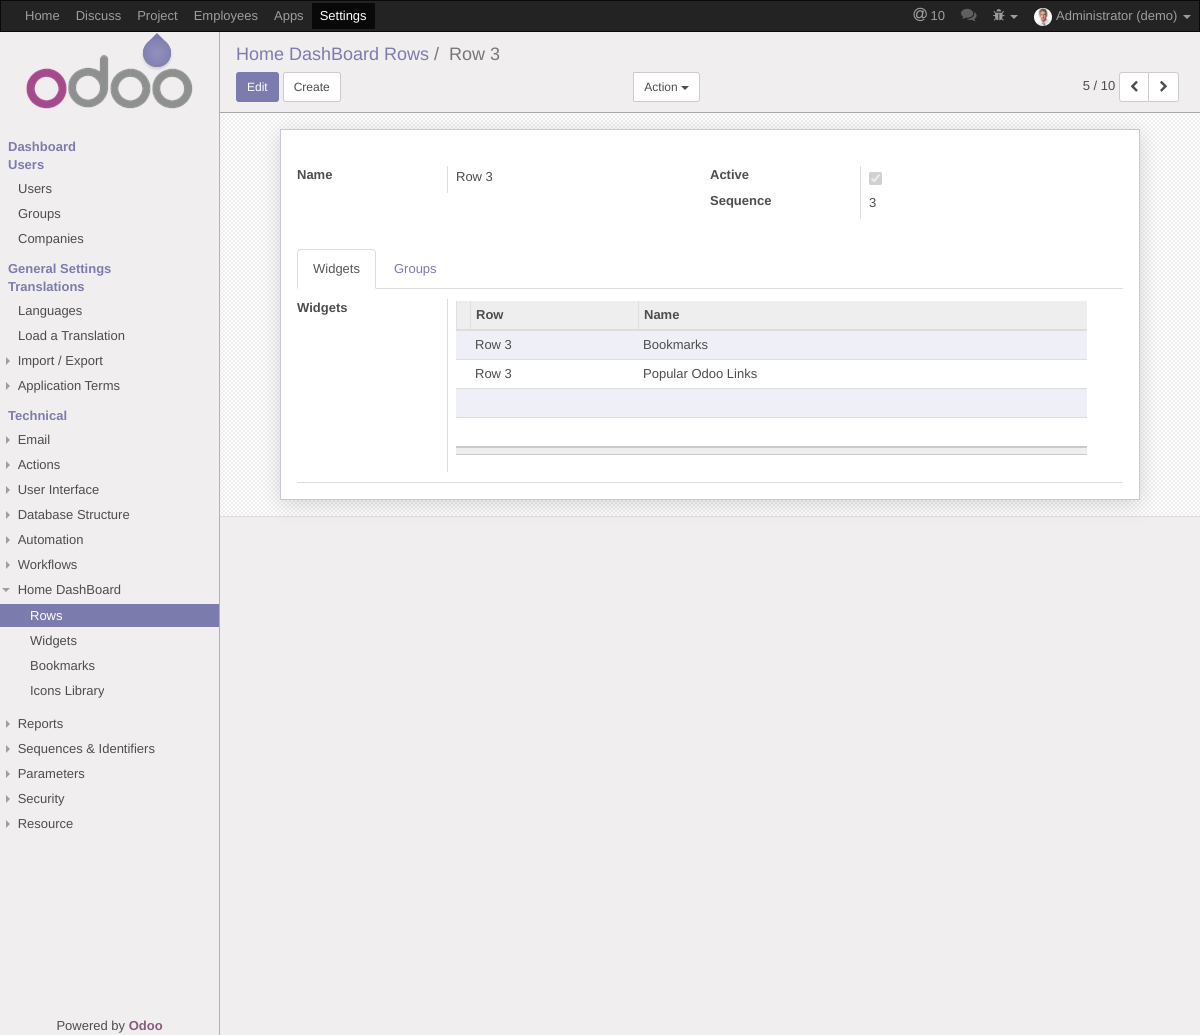 Home Discuss Project Employees Apps Settings @ 10 Administrator (demo)
odoo
Home DashBoard Rows / Row 3
Edit Create Action 5 / 10
Dashboard
Users
Users
Groups
Companies
General Settings
Translations
Languages
Load a Translation
Import / Export
Application Terms
Technical
Email
Actions
User Interface
Database Structure
Automation
Workflows
Home DashBoard
Rows
Widgets
Bookmarks
Icons Library
Reports
Sequences & Identifiers
Parameters
Security
Resource
Powered by Odoo
Name Row 3 Active
Sequence 3
Widgets Groups
Widgets Row Name
Row 3 Bookmarks
Row 3 Popular Odoo Links